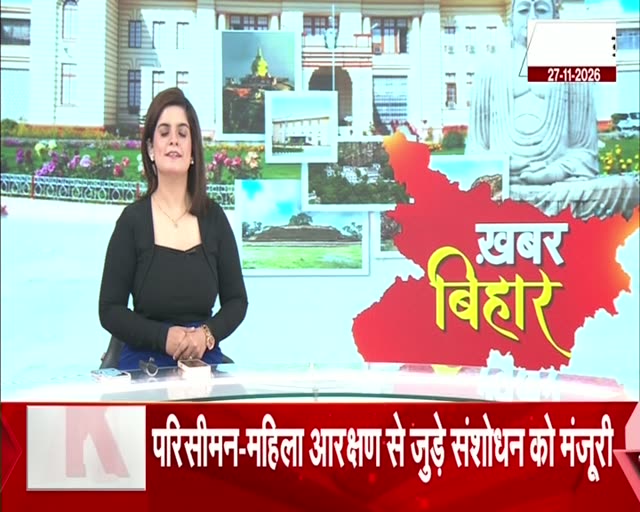 27-11-2026
ख़बर
बिहार
परिसीमन-महिला आरक्षण से जुड़े संशोधन को मंजूरी